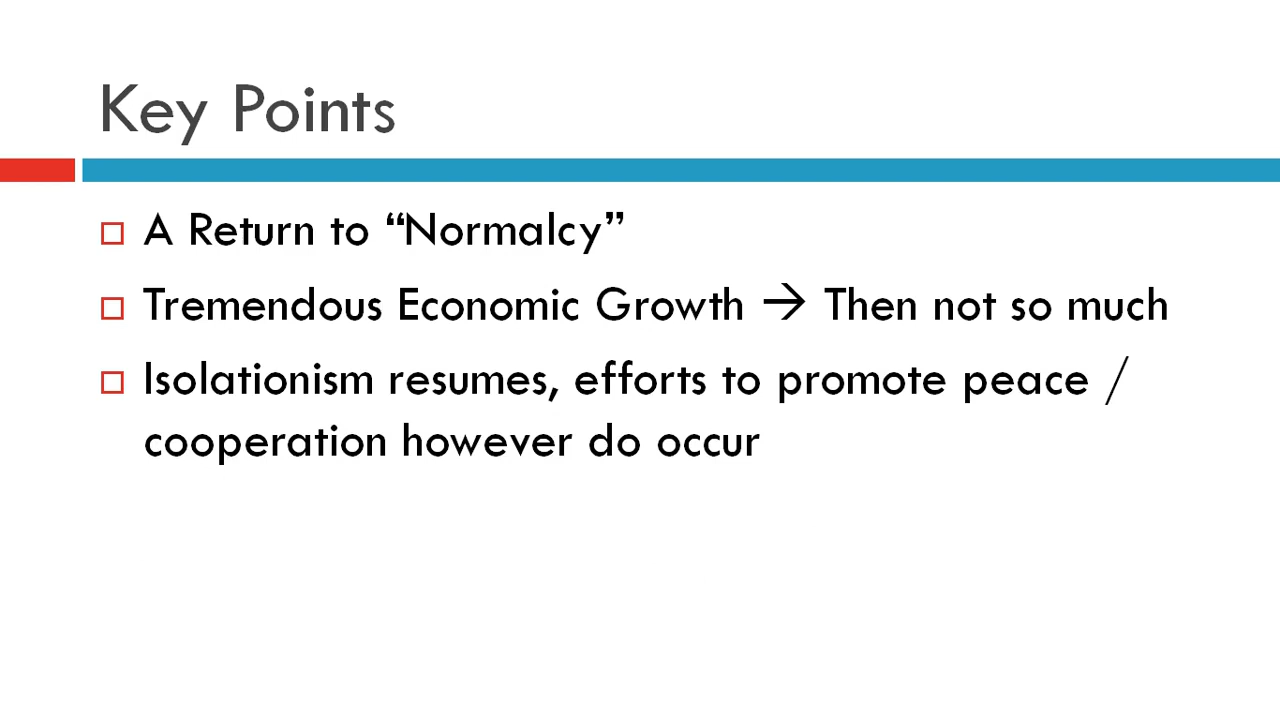 Key Points
A Return to “Normalcy”
Tremendous Economic Growth → Then not so much
Isolationism resumes, efforts to promote peace /
cooperation however do occur